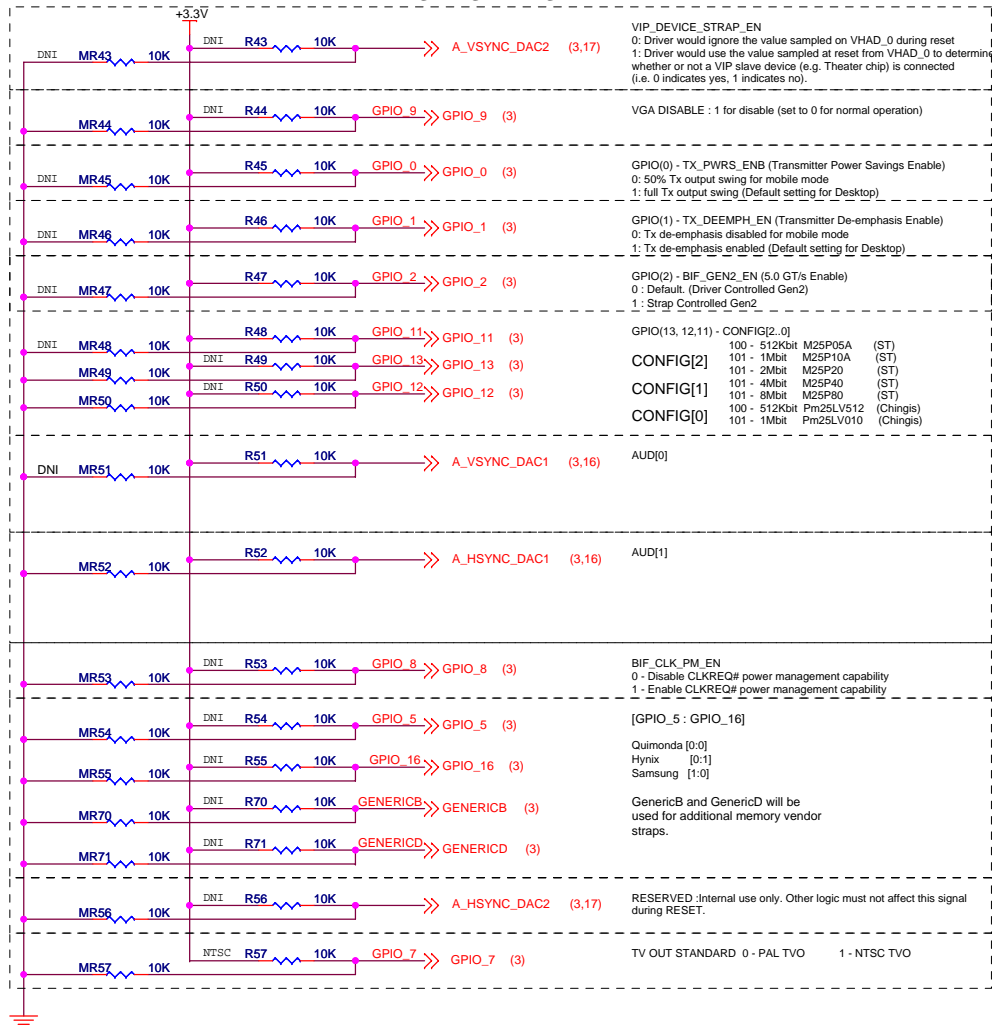 +3.3V
DNI R43 10K A_VSYNC_DAC2 (3,17)
DNI MR43 10K
VIP_DEVICE_STRAP_EN
0: Driver would ignore the value sampled on VHAD_0 during reset
1: Driver would use the value sampled at reset from VHAD_0 to determine
whether or not a VIP slave device (e.g. Theater chip) is connected
(i.e. 0 indicates yes, 1 indicates no).
DNI R44 10K GPIO_9 GPIO_9 (3)
MR44 10K
VGA DISABLE : 1 for disable (set to 0 for normal operation)
R45 10K GPIO_0 GPIO_0 (3)
DNI MR45 10K
GPIO(0) - TX_PWRS_ENB (Transmitter Power Savings Enable)
0: 50% Tx output swing for mobile mode
1: full Tx output swing (Default setting for Desktop)
R46 10K GPIO_1 GPIO_1 (3)
DNI MR46 10K
GPIO(1) - TX_DEEMPH_EN (Transmitter De-emphasis Enable)
0: Tx de-emphasis disabled for mobile mode
1: Tx de-emphasis enabled (Default setting for Desktop)
R47 10K GPIO_2 GPIO_2 (3)
DNI MR47 10K
GPIO(2) - BIF_GEN2_EN (5.0 GT/s Enable)
0 : Default. (Driver Controlled Gen2)
1 : Strap Controlled Gen2
R48 10K GPIO_11 GPIO_11 (3)
DNI MR48 10K
DNI R49 10K GPIO_13 GPIO_13 (3)
MR49 10K
DNI R50 10K GPIO_12 GPIO_12 (3)
MR50 10K
GPIO(13, 12,11) - CONFIG[2..0]
CONFIG[2]
CONFIG[1]
CONFIG[0]
100 - 512Kbit M25P05A (ST)
101 - 1Mbit M25P10A (ST)
101 - 2Mbit M25P20 (ST)
101 - 4Mbit M25P40 (ST)
101 - 8Mbit M25P80 (ST)
100 - 512Kbit Pm25LV512 (Chingis)
101 - 1Mbit Pm25LV010 (Chingis)
R51 10K A_VSYNC_DAC1 (3,16)
DNI MR51 10K
AUD[0]
R52 10K A_HSYNC_DAC1 (3,16)
MR52 10K
AUD[1]
DNI R53 10K GPIO_8 GPIO_8 (3)
MR53 10K
BIF_CLK_PM_EN
0 - Disable CLKREQ# power management capability
1 - Enable CLKREQ# power management capability
DNI R54 10K GPIO_5 GPIO_5 (3)
MR54 10K
DNI R55 10K GPIO_16 GPIO_16 (3)
MR55 10K
DNI R70 10K GENERICB GENERICB (3)
MR70 10K
DNI R71 10K GENERICD GENERICD (3)
MR71 10K
[GPIO_5 : GPIO_16]
Quimonda [0:0]
Hynix [0:1]
Samsung [1:0]
GenericB and GenericD will be
used for additional memory vendor
straps.
DNI R56 10K A_HSYNC_DAC2 (3,17)
MR56 10K
RESERVED :Internal use only. Other logic must not affect this signal
during RESET.
NTSC R57 10K GPIO_7 GPIO_7 (3)
MR57 10K
TV OUT STANDARD 0 - PAL TVO 1 - NTSC TVO